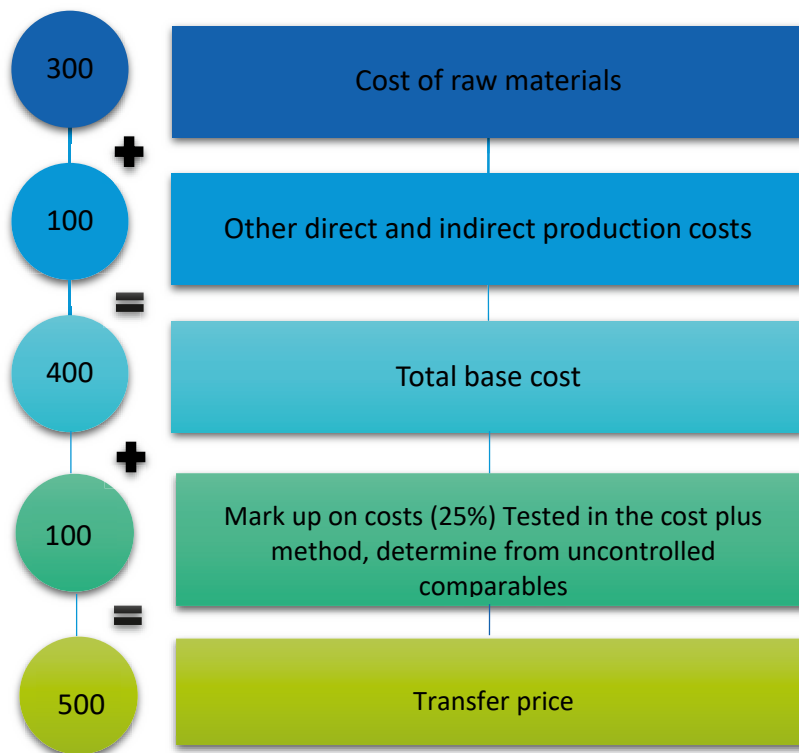 300
Cost of raw materials
+
100
Other direct and indirect production costs
=
400
Total base cost
+
100
Mark up on costs (25%) Tested in the cost plus
method, determine from uncontrolled
comparables
=
500
Transfer price